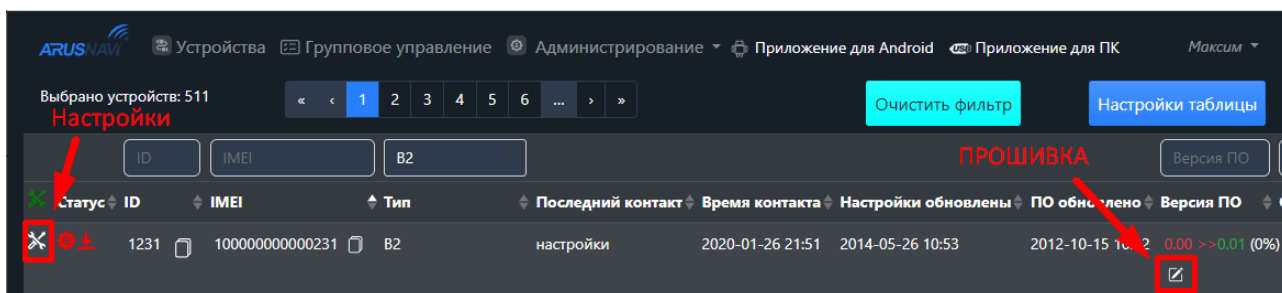 ARUSNAVI Устройства Групповое управление Администрирование Приложение для Android Приложение для ПК Максим
Выбрано устройств: 511 « ‹ 1 2 3 4 5 6 ... › » Очистить фильтр Настройки таблицы
Настройки
ID IMEI B2 ПРОШИВКА Версия ПО
Статус ID IMEI Тип Последний контакт Время контакта Настройки обновлены ПО обновлено Версия ПО
1231 100000000000231 B2 настройки 2020-01-26 21:51 2014-05-26 10:53 2012-10-15 0.00 >>0.01 (0%)